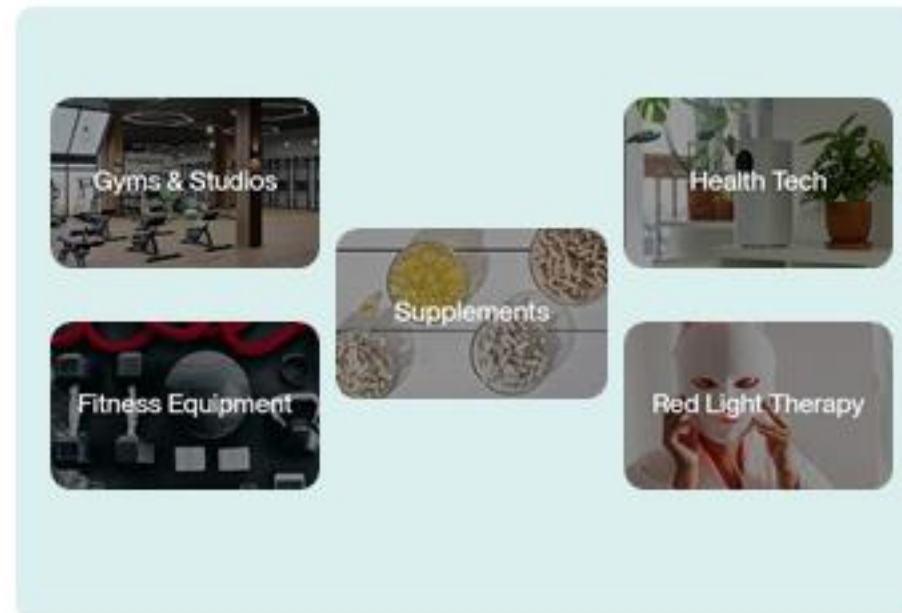 Gyms & Studios
Health Tech
Supplements
Fitness Equipment
Red Light Therapy